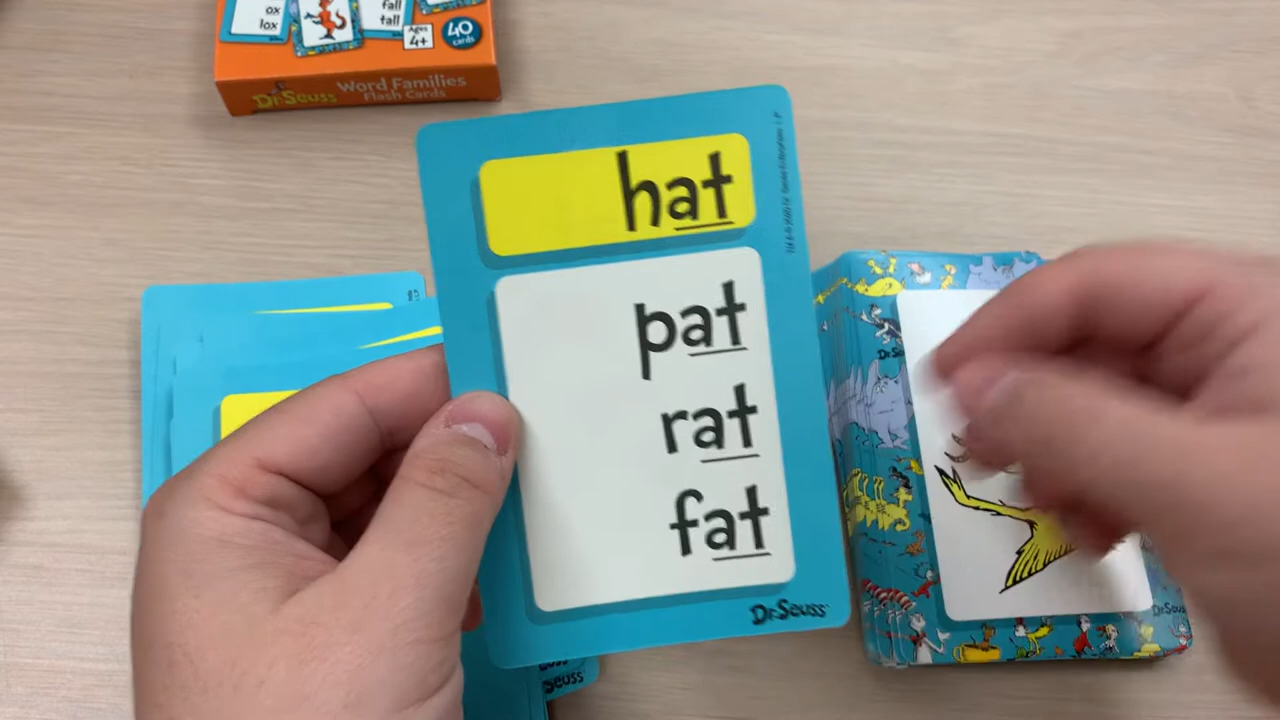 ox
lox
fall
tall
Ages
4+
40
cards
Dr. Seuss
Word Families
Flash Cards
hat
pat
rat
fat
Dr. Seuss
Seuss